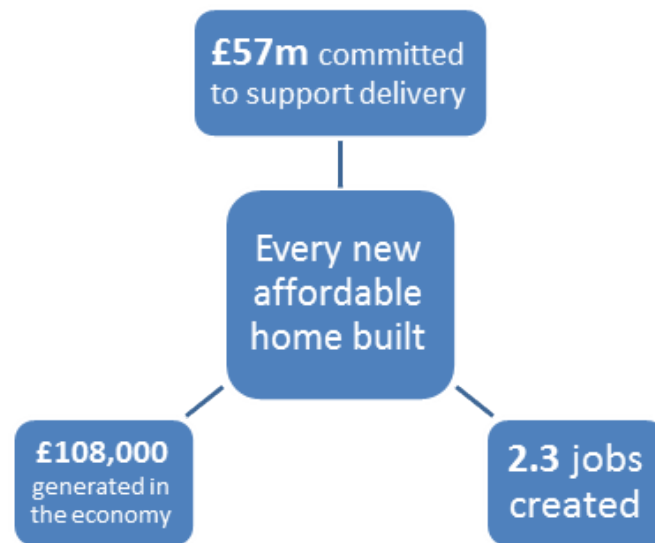 £57m committed
to support delivery
Every new
affordable
home built
£108,000
generated in
the economy
2.3 jobs
created